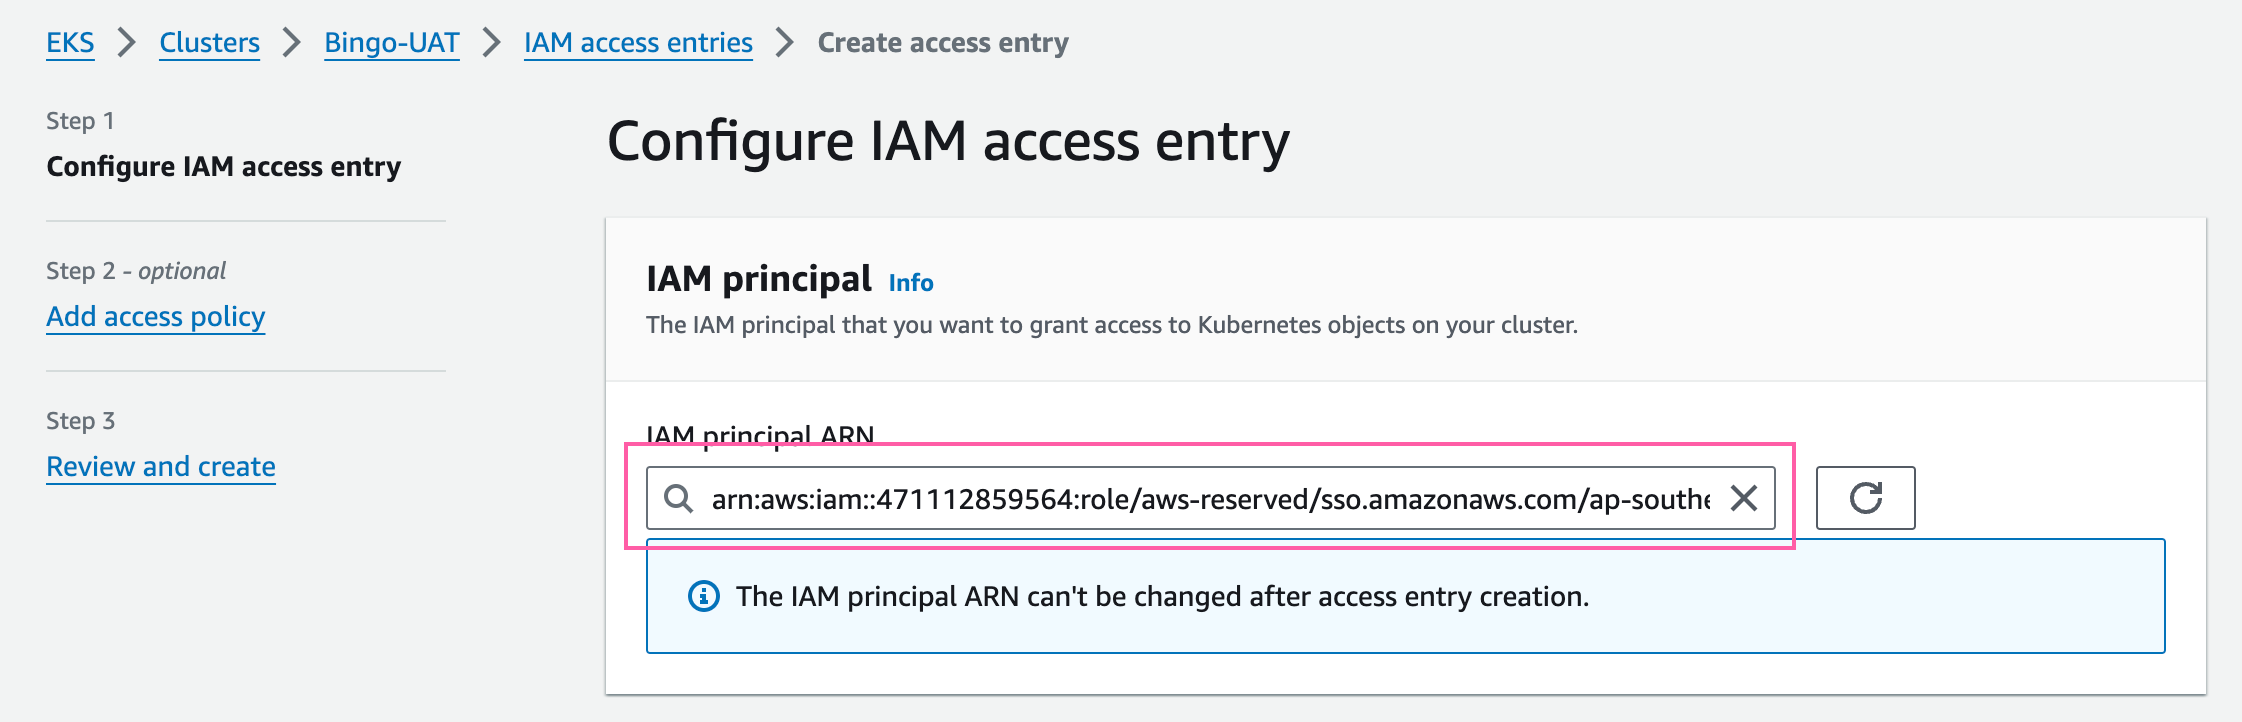 EKS > Clusters > Bingo-UAT > IAM access entries > Create access entry
Step 1
Configure IAM access entry
Step 2 - optional
Add access policy
Step 3
Review and create
Configure IAM access entry
IAM principal Info
The IAM principal that you want to grant access to Kubernetes objects on your cluster.
IAM principal ARN
arn:aws:iam::471112859564:role/aws-reserved/sso.amazonaws.com/ap-southe
The IAM principal ARN can't be changed after access entry creation.